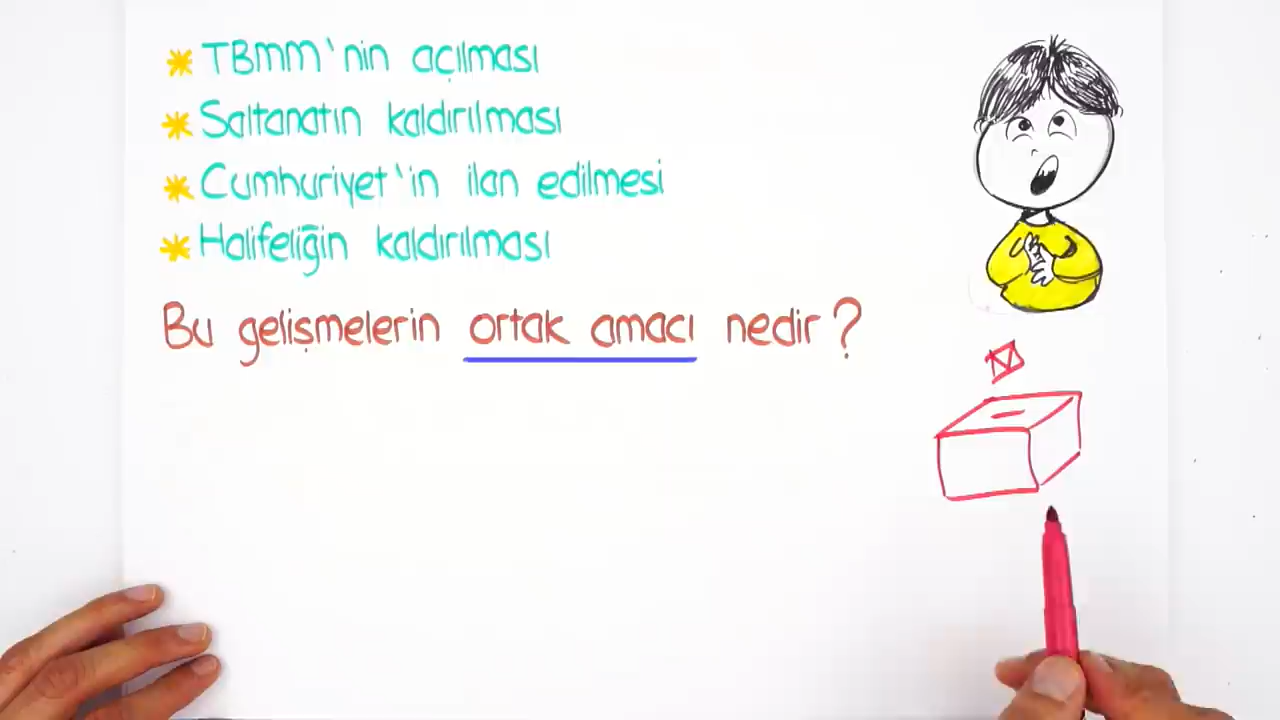 TBMM'nin açılması
Saltanatın kaldırılması
Cumhuriyet'in ilan edilmesi
Halifeliğin kaldırılması
Bu gelişmelerin ortak amacı nedir?